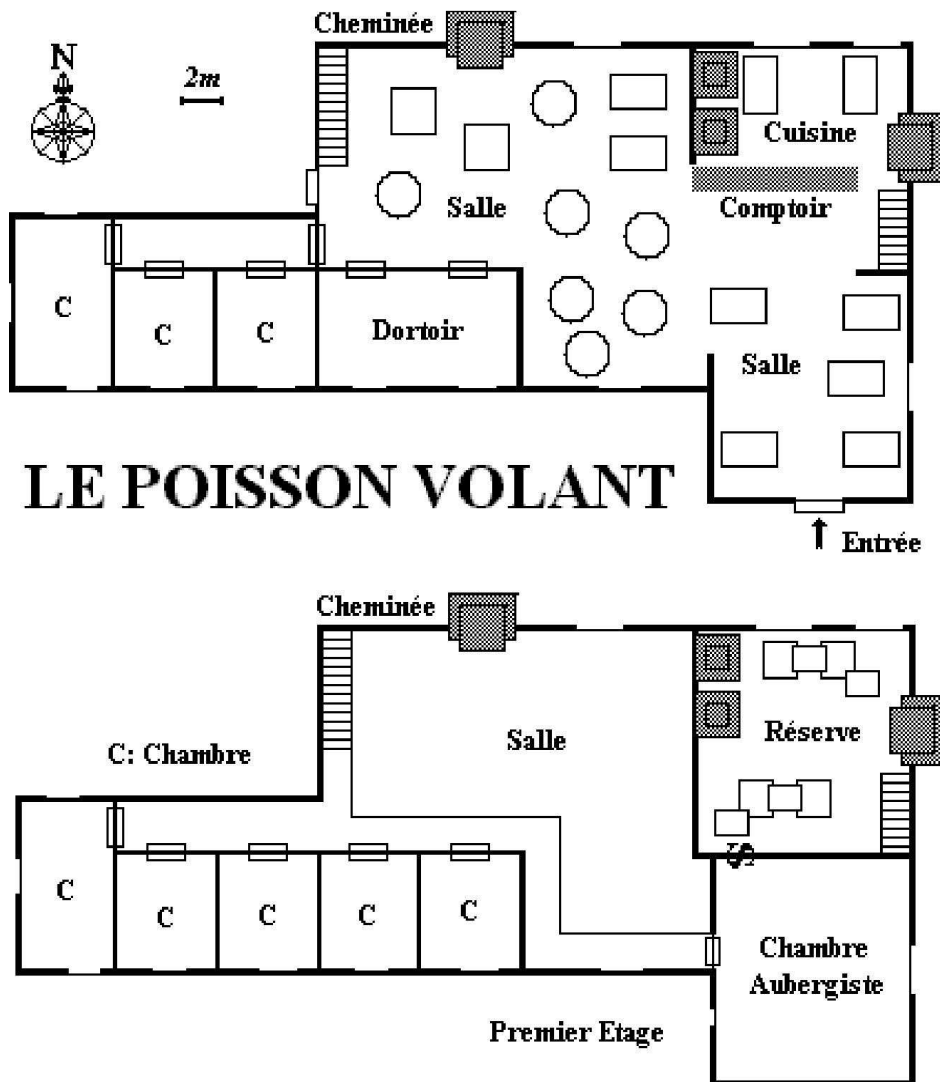 Cheminée
N
2m
Cuisine
Salle
Comptoir
C
C
C
Dortoir
Salle
LE POISSON VOLANT
Entrée
Cheminée
C: Chambre
Salle
Réserve
S
C
C
C
C
C
Chambre
Aubergiste
Premier Etage